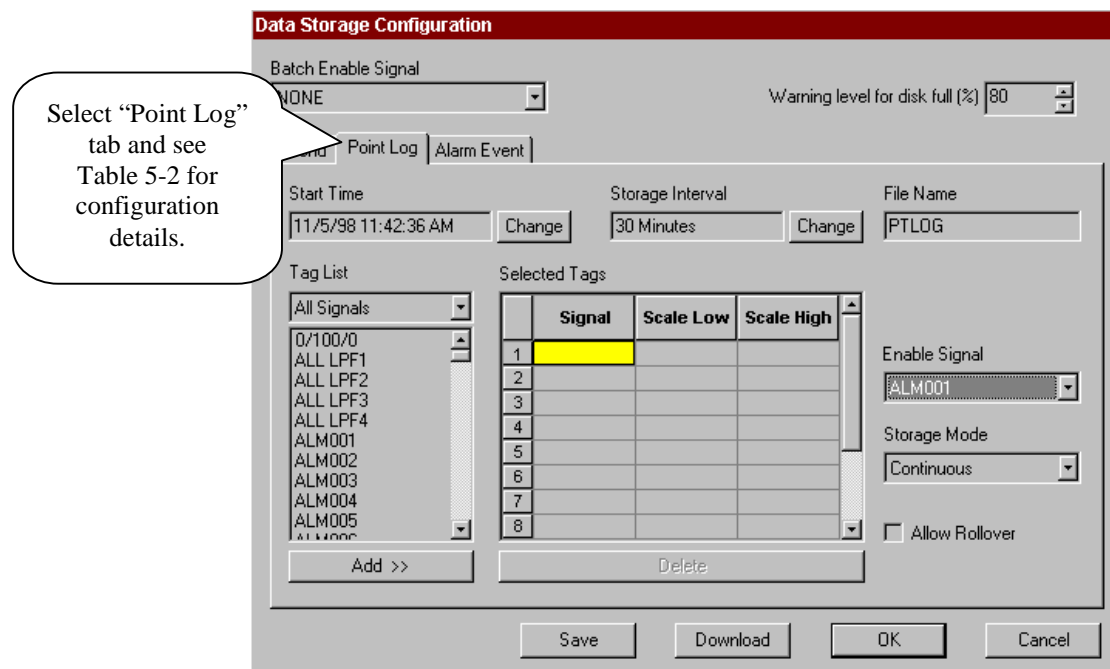 Data Storage Configuration
Batch Enable Signal
NONE
Warning level for disk full (%) 80
Select “Point Log”
tab and see
Table 5-2 for
configuration
details.
Point Log Alarm Event
Start Time Storage Interval File Name
11/5/98 11:42:36 AM Change 30 Minutes Change PTLOG
Tag List Selected Tags
All Signals
Signal Scale Low Scale High
0/100/0
ALL LPF1
ALL LPF2
ALL LPF3
ALL LPF4
ALM001
ALM002
ALM003
ALM004
ALM005
1
2
3
4
5
6
7
8
Enable Signal
ALM001
Storage Mode
Continuous
Allow Rollover
Add >> Delete
Save Download OK Cancel